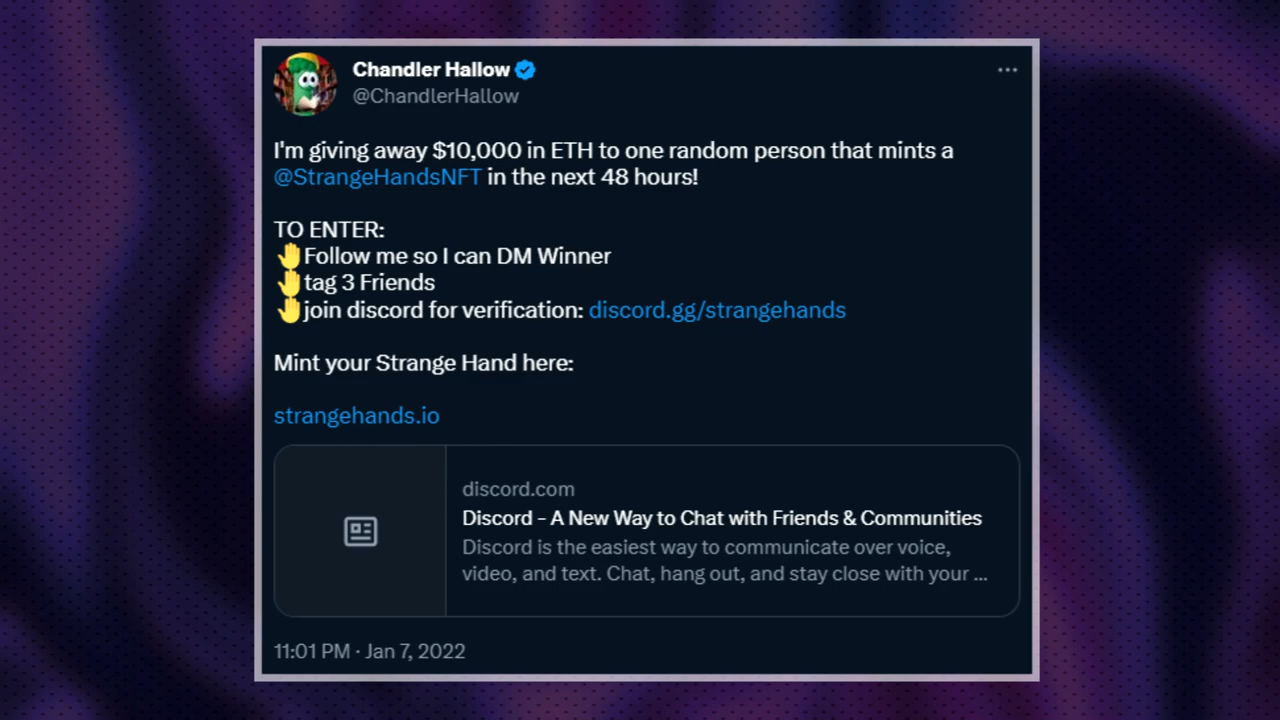 Chandler Hallow
@ChandlerHallow
I'm giving away $10,000 in ETH to one random person that mints a
@StrangeHandsNFT in the next 48 hours!
TO ENTER:
🤚Follow me so I can DM Winner
🤚tag 3 Friends
🤚join discord for verification: discord.gg/strangehands
Mint your Strange Hand here:
strangehands.io
discord.com
Discord - A New Way to Chat with Friends & Communities
Discord is the easiest way to communicate over voice,
video, and text. Chat, hang out, and stay close with your ...
11:01 PM · Jan 7, 2022